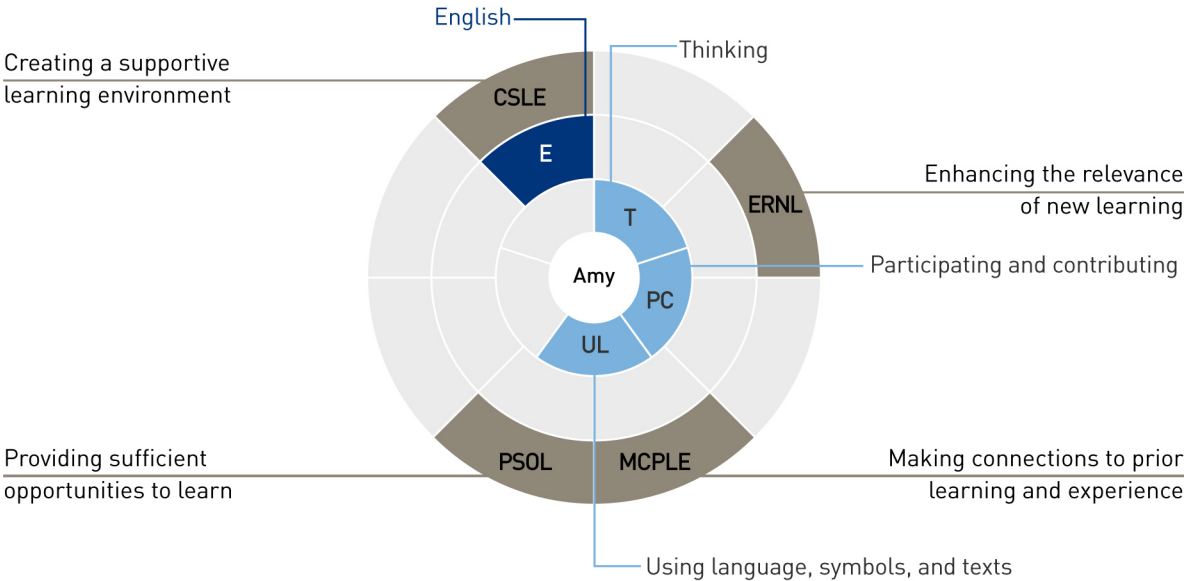 English
Thinking
Creating a supportive
learning environment
CSLE
E
Enhancing the relevance
of new learning
ERNL
T
Participating and contributing
Amy
PC
UL
Providing sufficient
opportunities to learn
PSOL
MCPLE
Making connections to prior
learning and experience
Using language, symbols, and texts